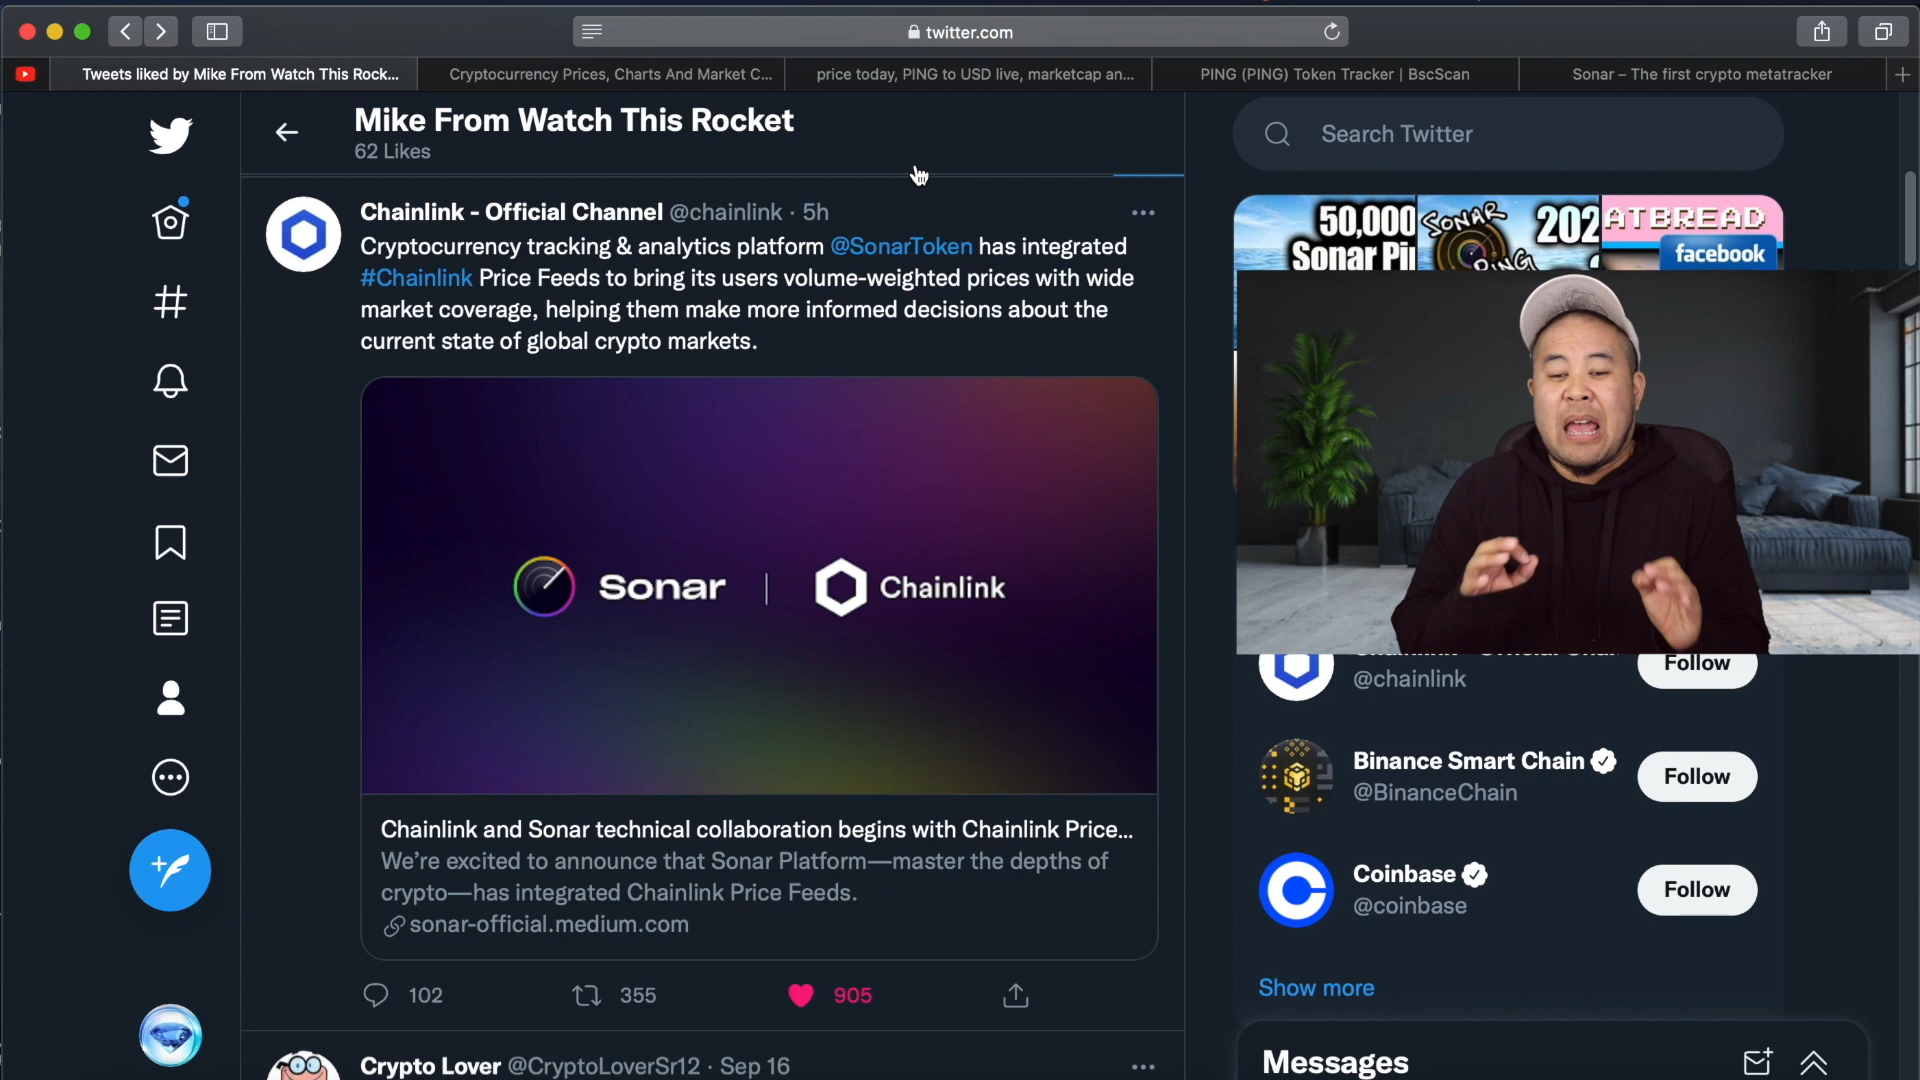 twitter.com
Tweets liked by Mike From Watch This Rock...
Cryptocurrency Prices, Charts And Market C...
price today, PING to USD live, marketcap an...
PING (PING) Token Tracker | BscScan
Sonar – The first crypto metatracker
Mike From Watch This Rocket
62 Likes
Search Twitter
Chainlink - Official Channel @chainlink · 5h
Cryptocurrency tracking & analytics platform @SonarToken has integrated
#Chainlink Price Feeds to bring its users volume-weighted prices with wide
market coverage, helping them make more informed decisions about the
current state of global crypto markets.
Sonar | Chainlink
Chainlink and Sonar technical collaboration begins with Chainlink Price...
We're excited to announce that Sonar Platform—master the depths of
crypto—has integrated Chainlink Price Feeds.
sonar-official.medium.com
102
355
905
Crypto Lover @CryptoLoverSr12 · Sep 16
50,000
Sonar
SONAR
PING
202
ATBREAD
facebook
@chainlink
Follow
Binance Smart Chain
@BinanceChain
Follow
Coinbase
@coinbase
Follow
Show more
Messages